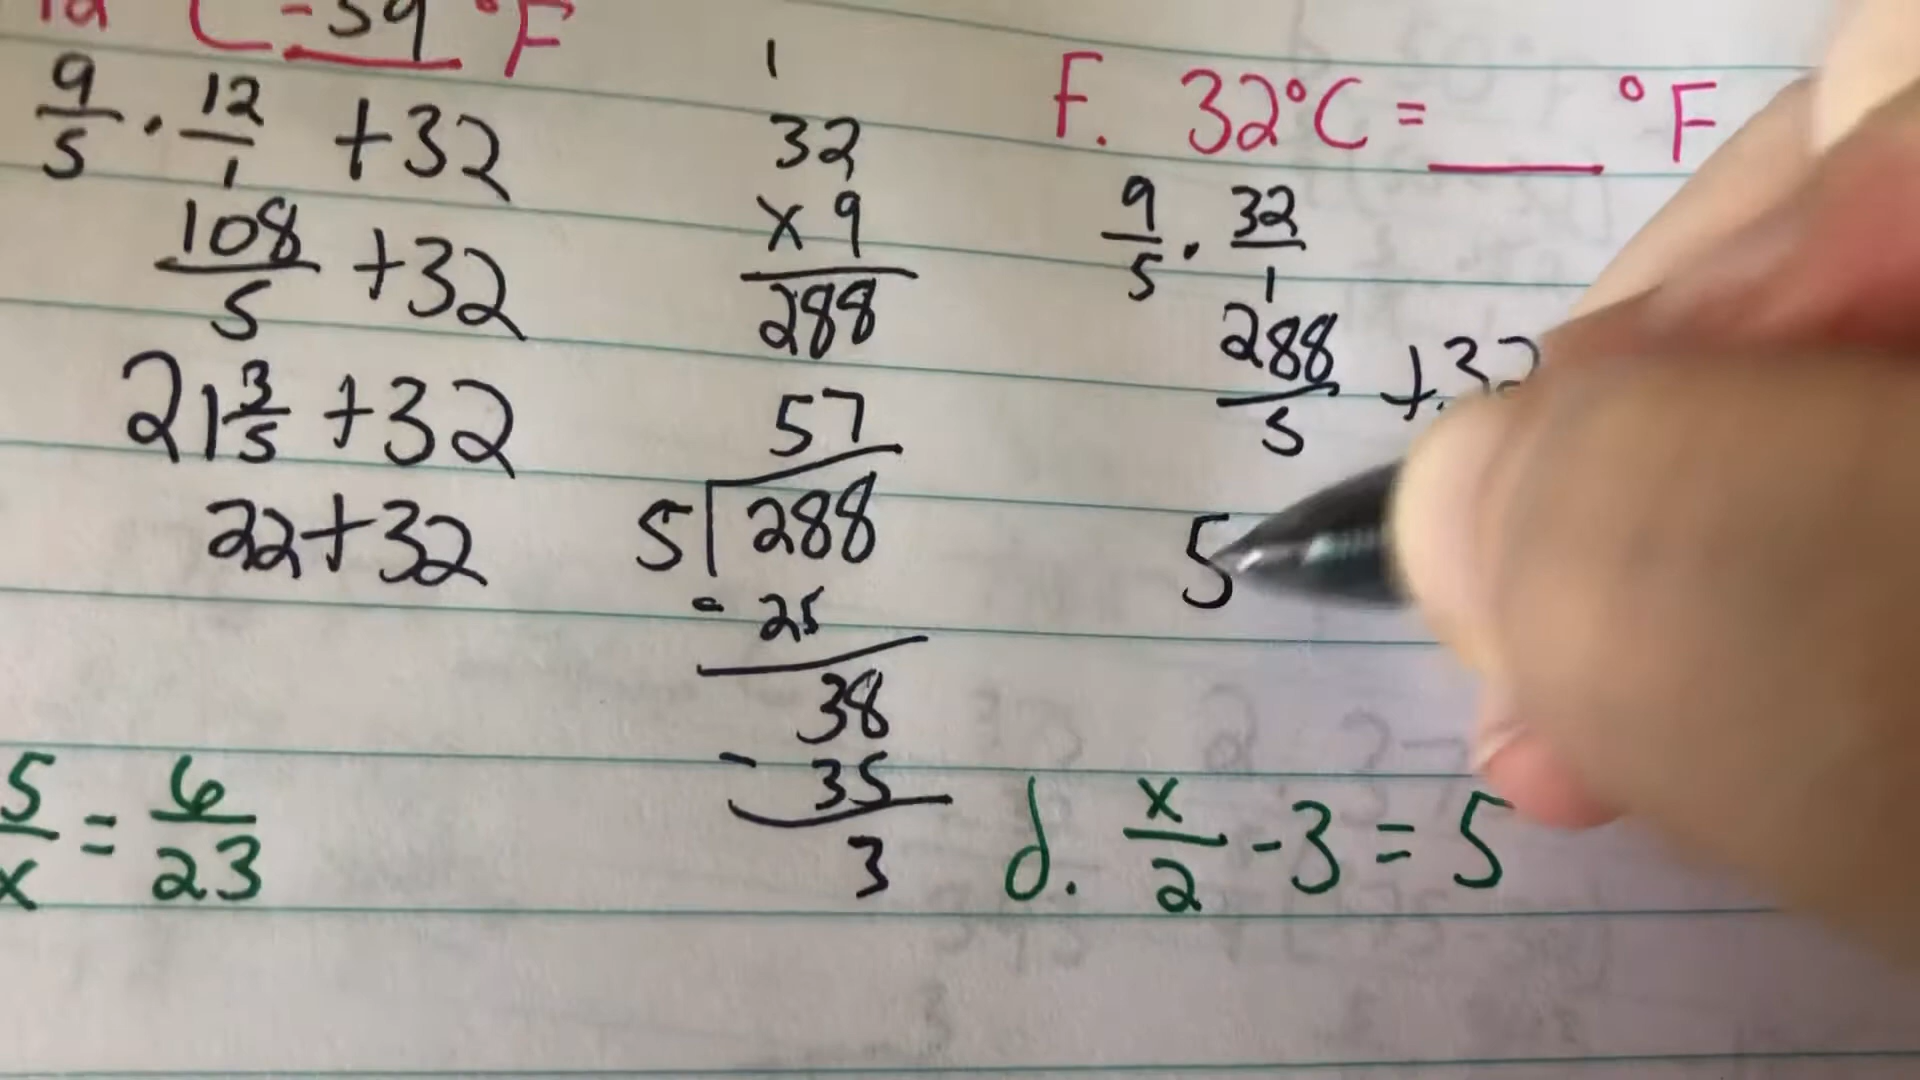 C = 59 °F
9/5 · 12/1 + 32
108/5 + 32
21 3/5 + 32
22 + 32
1
32
x 9
288
57
5 288
- 25
38
- 35
3
F. 32°C = ___ °F
9/5 · 32/1
288/5 + 32
5
5/x = 6/23
d. x/2 - 3 = 5